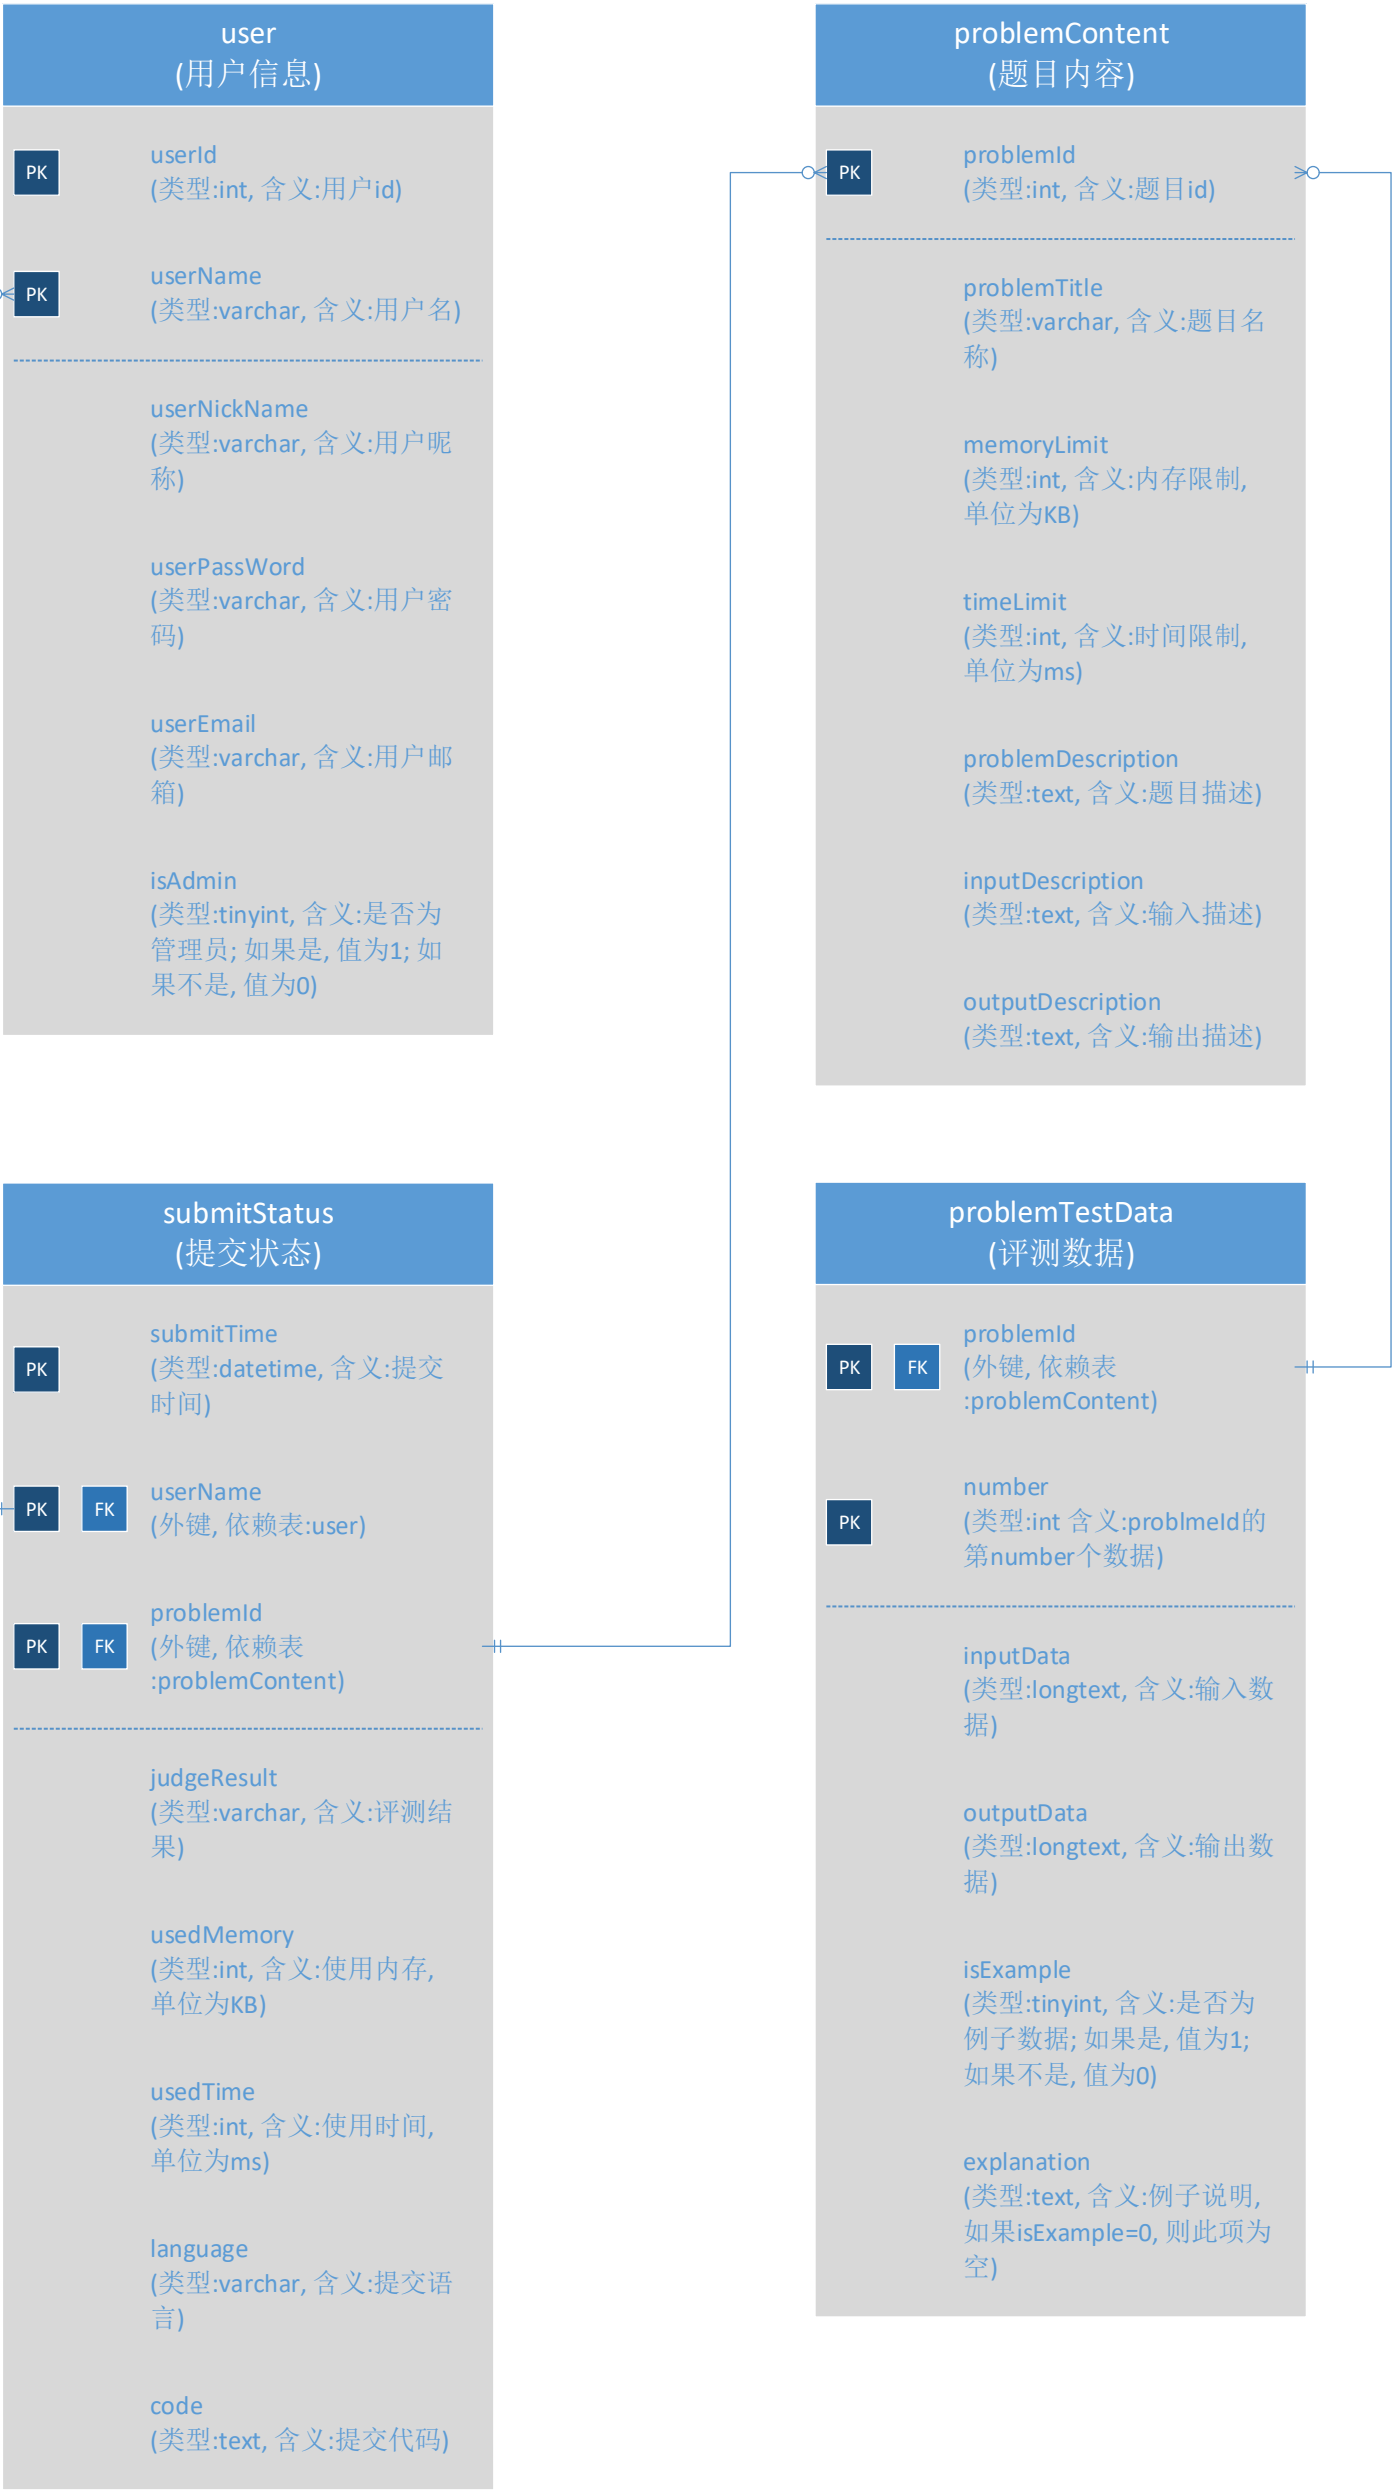 user
(用户信息)
PK
userId
(类型:int, 含义:用户id)
PK
userName
(类型:varchar, 含义:用户名)
userNickName
(类型:varchar, 含义:用户昵
称)
userPassWord
(类型:varchar, 含义:用户密
码)
userEmail
(类型:varchar, 含义:用户邮
箱)
isAdmin
(类型:tinyint, 含义:是否为
管理员; 如果是, 值为1; 如
果不是, 值为0)
problemContent
(题目内容)
PK
problemId
(类型:int, 含义:题目id)
problemTitle
(类型:varchar, 含义:题目名
称)
memoryLimit
(类型:int, 含义:内存限制,
单位为KB)
timeLimit
(类型:int, 含义:时间限制,
单位为ms)
problemDescription
(类型:text, 含义:题目描述)
inputDescription
(类型:text, 含义:输入描述)
outputDescription
(类型:text, 含义:输出描述)
submitStatus
(提交状态)
PK
submitTime
(类型:datetime, 含义:提交
时间)
PK FK
userName
(外键, 依赖表:user)
PK FK
problemId
(外键, 依赖表
:problemContent)
judgeResult
(类型:varchar, 含义:评测结
果)
usedMemory
(类型:int, 含义:使用内存,
单位为KB)
usedTime
(类型:int, 含义:使用时间,
单位为ms)
language
(类型:varchar, 含义:提交语
言)
code
(类型:text, 含义:提交代码)
problemTestData
(评测数据)
PK FK
problemId
(外键, 依赖表
:problemContent)
PK
number
(类型:int 含义:problmeId的
第number个数据)
inputData
(类型:longtext, 含义:输入数
据)
outputData
(类型:longtext, 含义:输出数
据)
isExample
(类型:tinyint, 含义:是否为
例子数据; 如果是, 值为1;
如果不是, 值为0)
explanation
(类型:text, 含义:例子说明,
如果isExample=0, 则此项为
空)